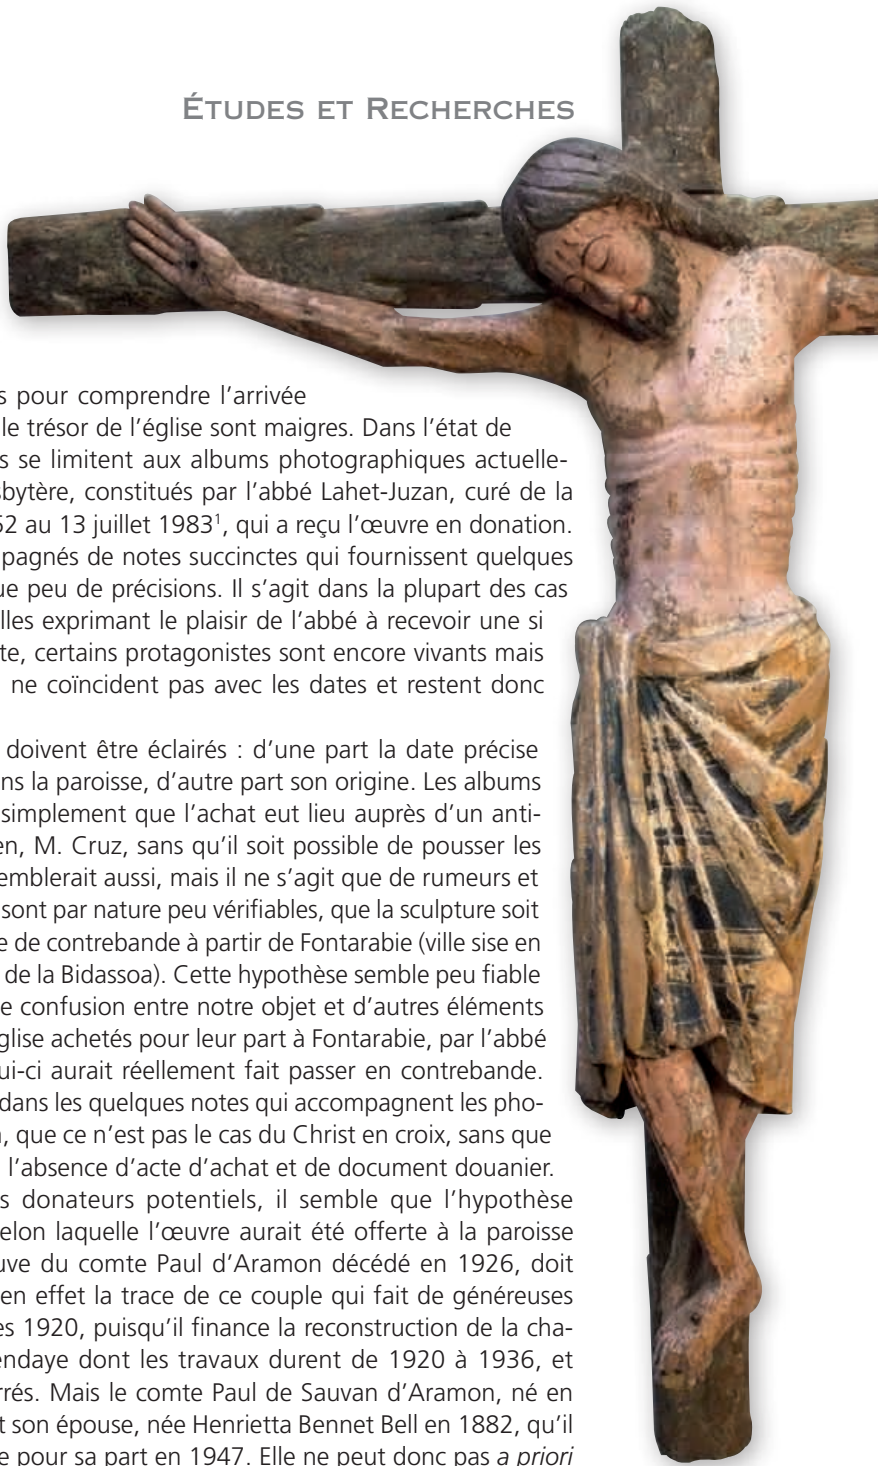 Études et Recherches
s pour comprendre l’arrivée
le trésor de l’église sont maigres. Dans l’état de
s se limitent aux albums photographiques actuelle-
sbytère, constitués par l’abbé Lahet-Juzan, curé de la
52 au 13 juillet 1983¹, qui a reçu l’œuvre en donation.
pagnés de notes succinctes qui fournissent quelques
ue peu de précisions. Il s’agit dans la plupart des cas
lles exprimant le plaisir de l’abbé à recevoir une si
te, certains protagonistes sont encore vivants mais
ne coïncident pas avec les dates et restent donc
doivent être éclairés : d’une part la date précise
ns la paroisse, d’autre part son origine. Les albums
simplement que l’achat eut lieu auprès d’un anti-
en, M. Cruz, sans qu’il soit possible de pousser les
emblerait aussi, mais il ne s’agit que de rumeurs et
sont par nature peu vérifiables, que la sculpture soit
e de contrebande à partir de Fontarabie (ville sise en
de la Bidassoa). Cette hypothèse semble peu fiable
e confusion entre notre objet et d’autres éléments
glise achetés pour leur part à Fontarabie, par l’abbé
ui-ci aurait réellement fait passer en contrebande.
dans les quelques notes qui accompagnent les pho-
, que ce n’est pas le cas du Christ en croix, sans que
l’absence d’acte d’achat et de document douanier.
s donateurs potentiels, il semble que l’hypothèse
elon laquelle l’œuvre aurait été offerte à la paroisse
uve du comte Paul d’Aramon décédé en 1926, doit
en effet la trace de ce couple qui fait de généreuses
es 1920, puisqu’il finance la reconstruction de la cha-
endaye dont les travaux durent de 1920 à 1936, et
rrés. Mais le comte Paul de Sauvan d’Aramon, né en
t son épouse, née Henrietta Bennet Bell en 1882, qu’il
e pour sa part en 1947. Elle ne peut donc pas a priori